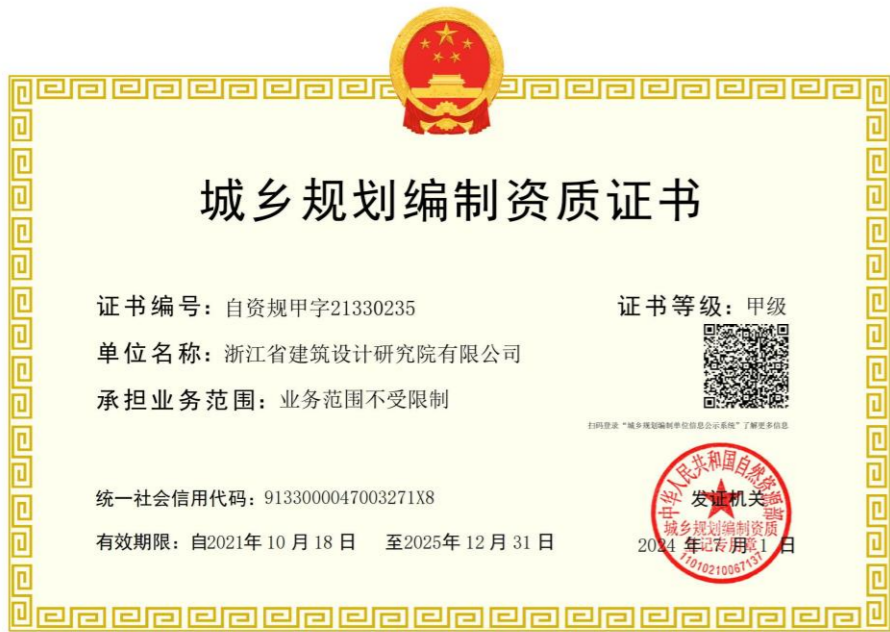 城乡规划编制资质证书
证书编号：自资规甲字21330235
证书等级：甲级
单位名称：浙江省建筑设计研究院有限公司
承担业务范围：业务范围不受限制
扫码登录“城乡规划编制单位信息公示系统”了解更多信息
统一社会信用代码：9133000047003271X8
有效期限：自2021年10月18日 至2025年12月31日
中华人民共和国自然资源部
发证机关
城乡规划编制资质
登记专用章
2024年7月1日
11010210067137